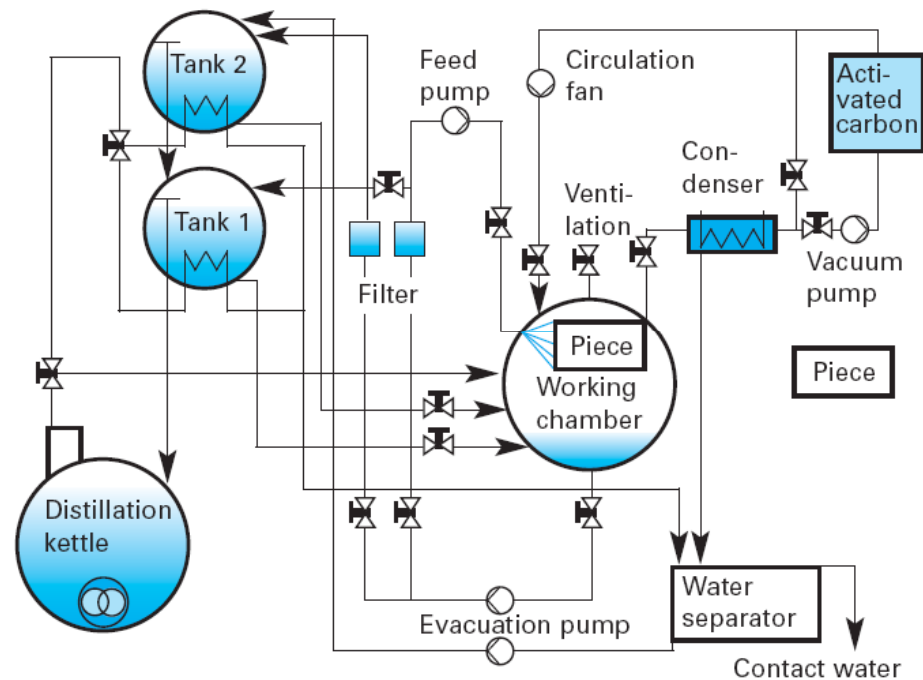 Tank 2
Feed
pump
Circulation
fan
Acti-
vated
carbon
Con-
denser
Tank 1
Venti-
lation
Vacuum
pump
Filter
Piece
Piece
Working
chamber
Distillation
kettle
Water
separator
Evacuation pump
Contact water